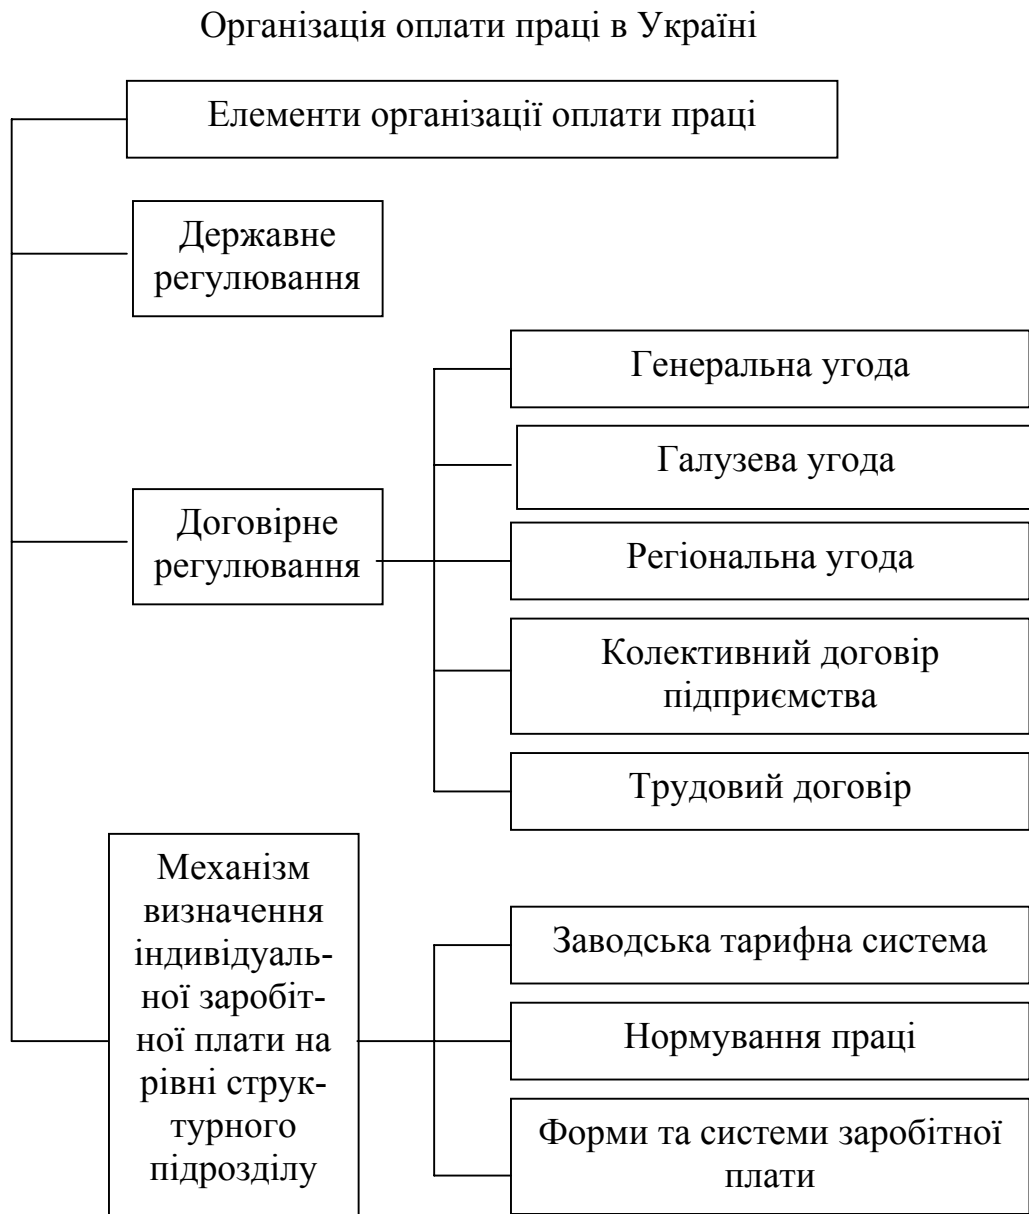 Організація оплати праці в Україні
Елементи організації оплати праці
Державне
регулювання
Договірне
регулювання
Генеральна угода
Галузева угода
Регіональна угода
Колективний договір
підприємства
Трудовий договір
Механізм
визначення
індивідуаль-
ної заробіт-
ної плати на
рівні струк-
турного
підрозділу
Заводська тарифна система
Нормування праці
Форми та системи заробітної
плати